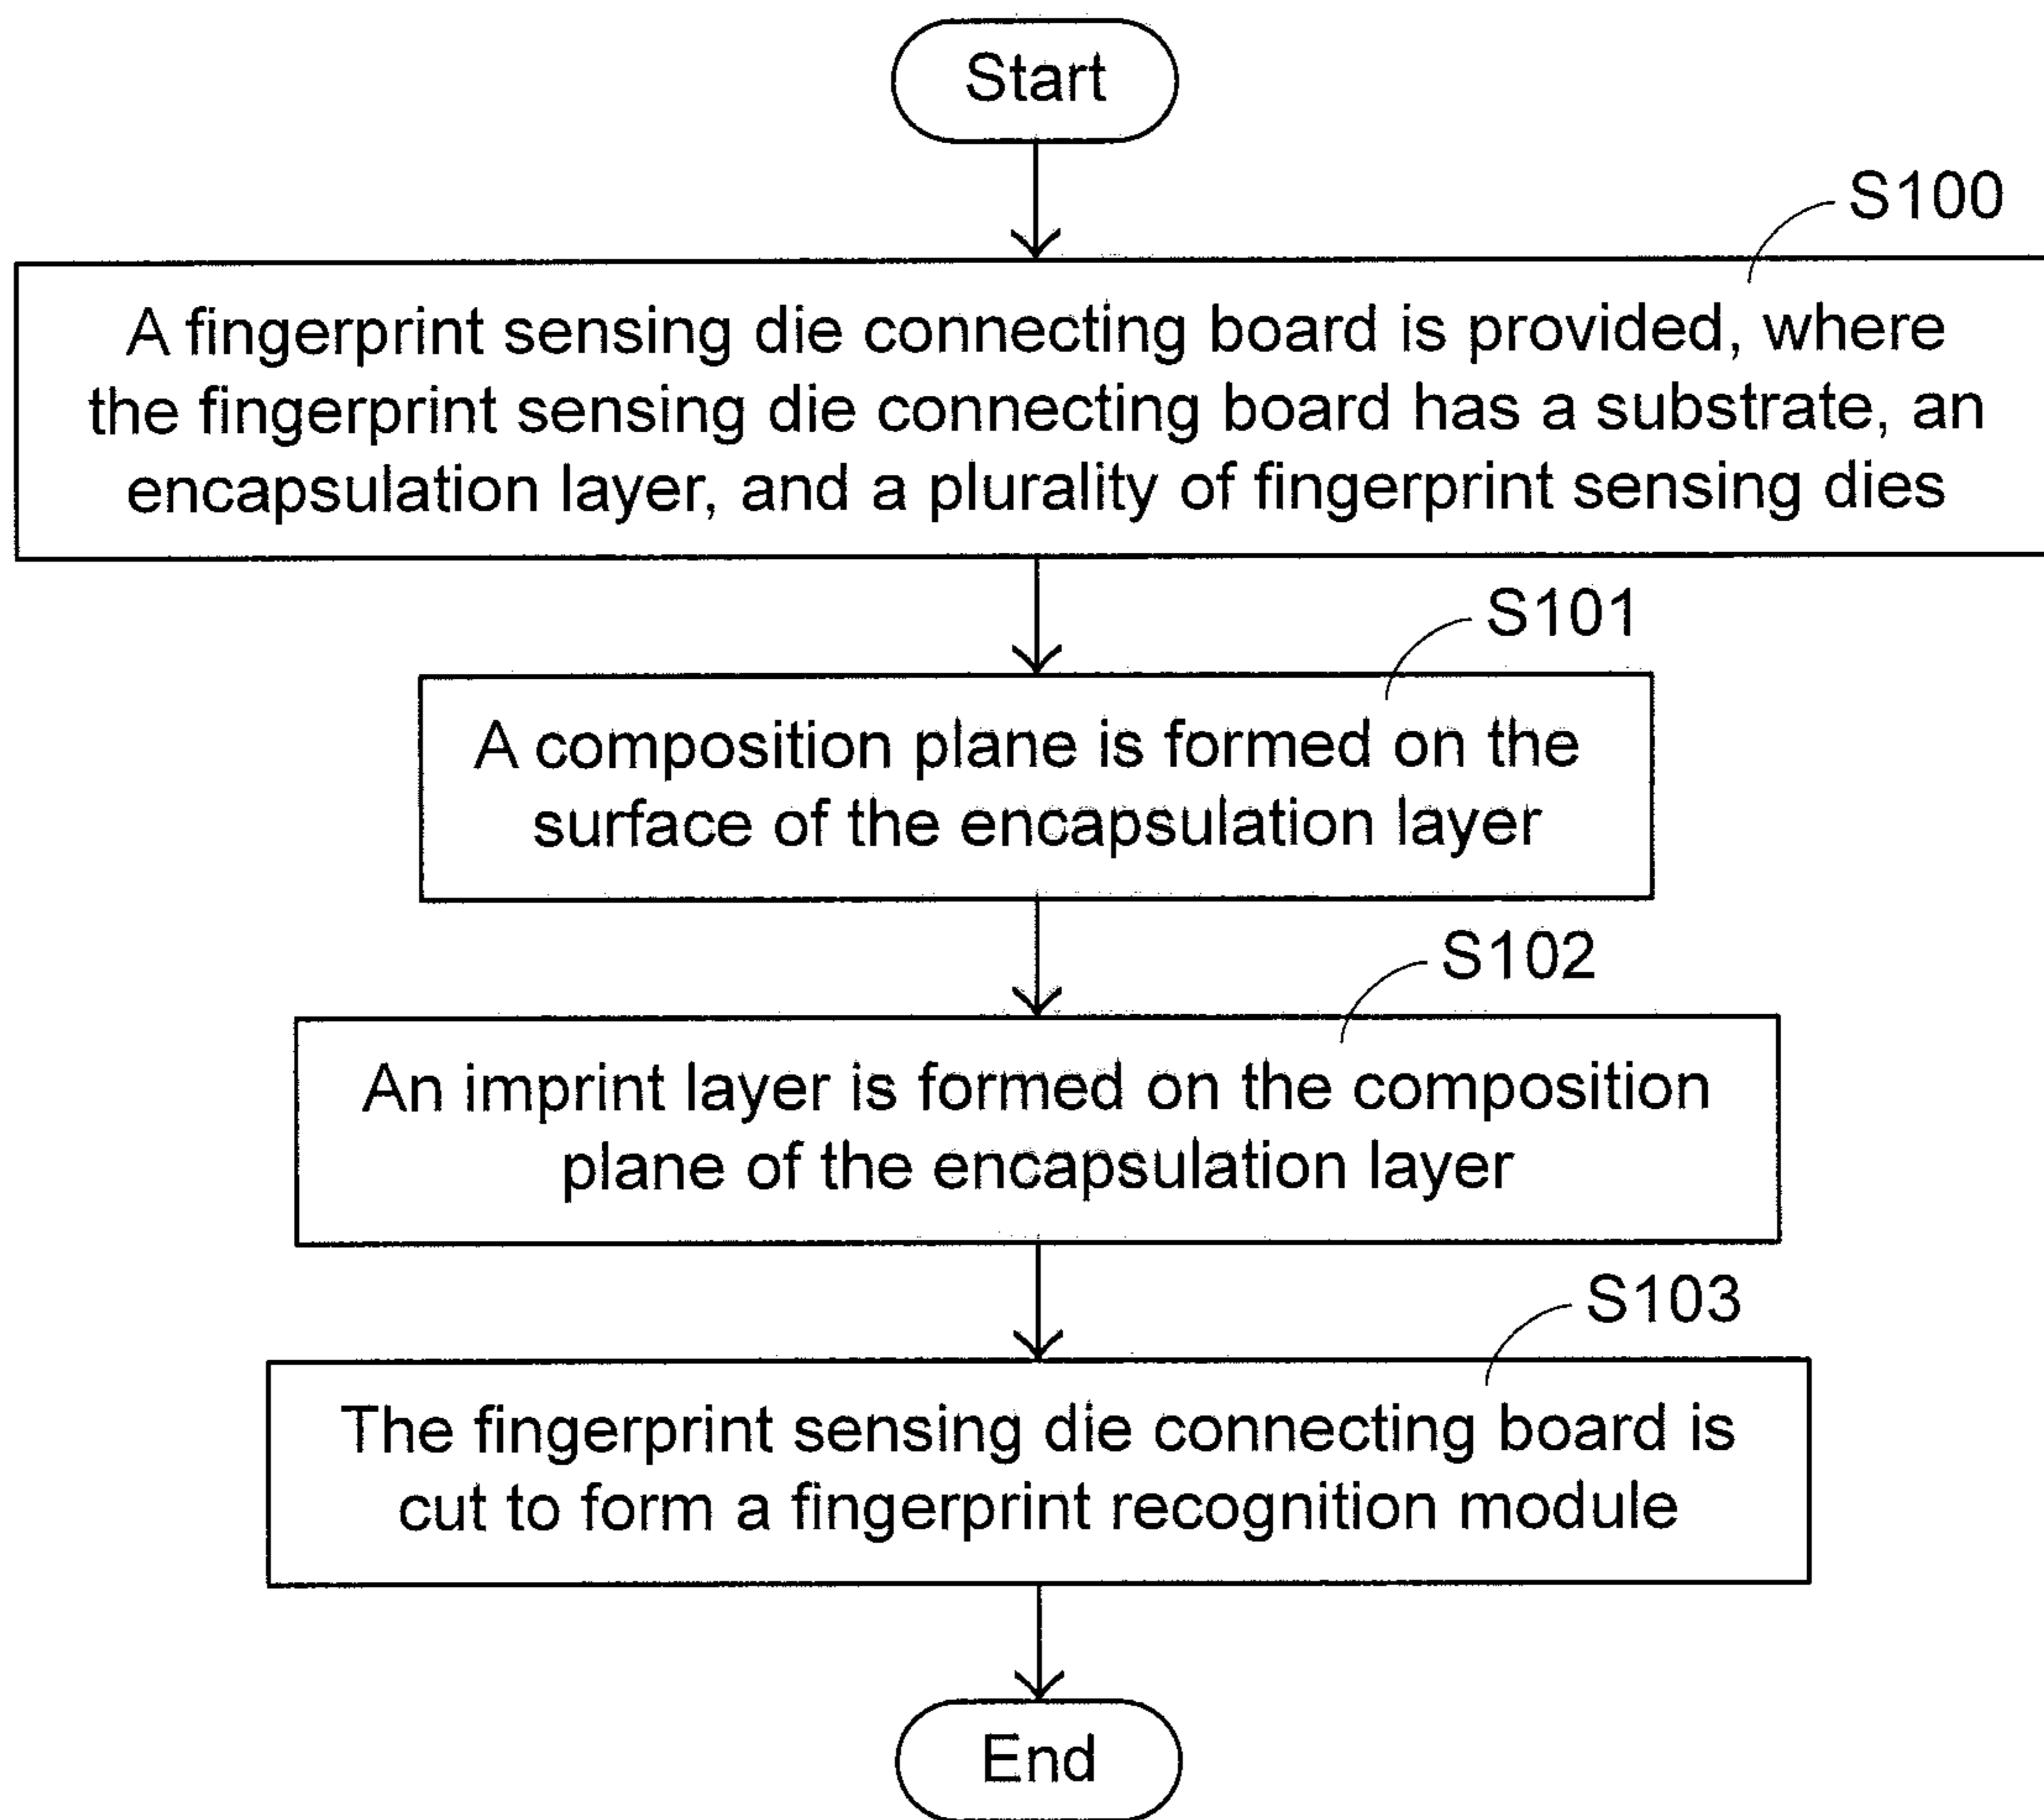 Start
S100
A fingerprint sensing die connecting board is provided, where
the fingerprint sensing die connecting board has a substrate, an
encapsulation layer, and a plurality of fingerprint sensing dies
S101
A composition plane is formed on the
surface of the encapsulation layer
S102
An imprint layer is formed on the composition
plane of the encapsulation layer
S103
The fingerprint sensing die connecting board is
cut to form a fingerprint recognition module
End